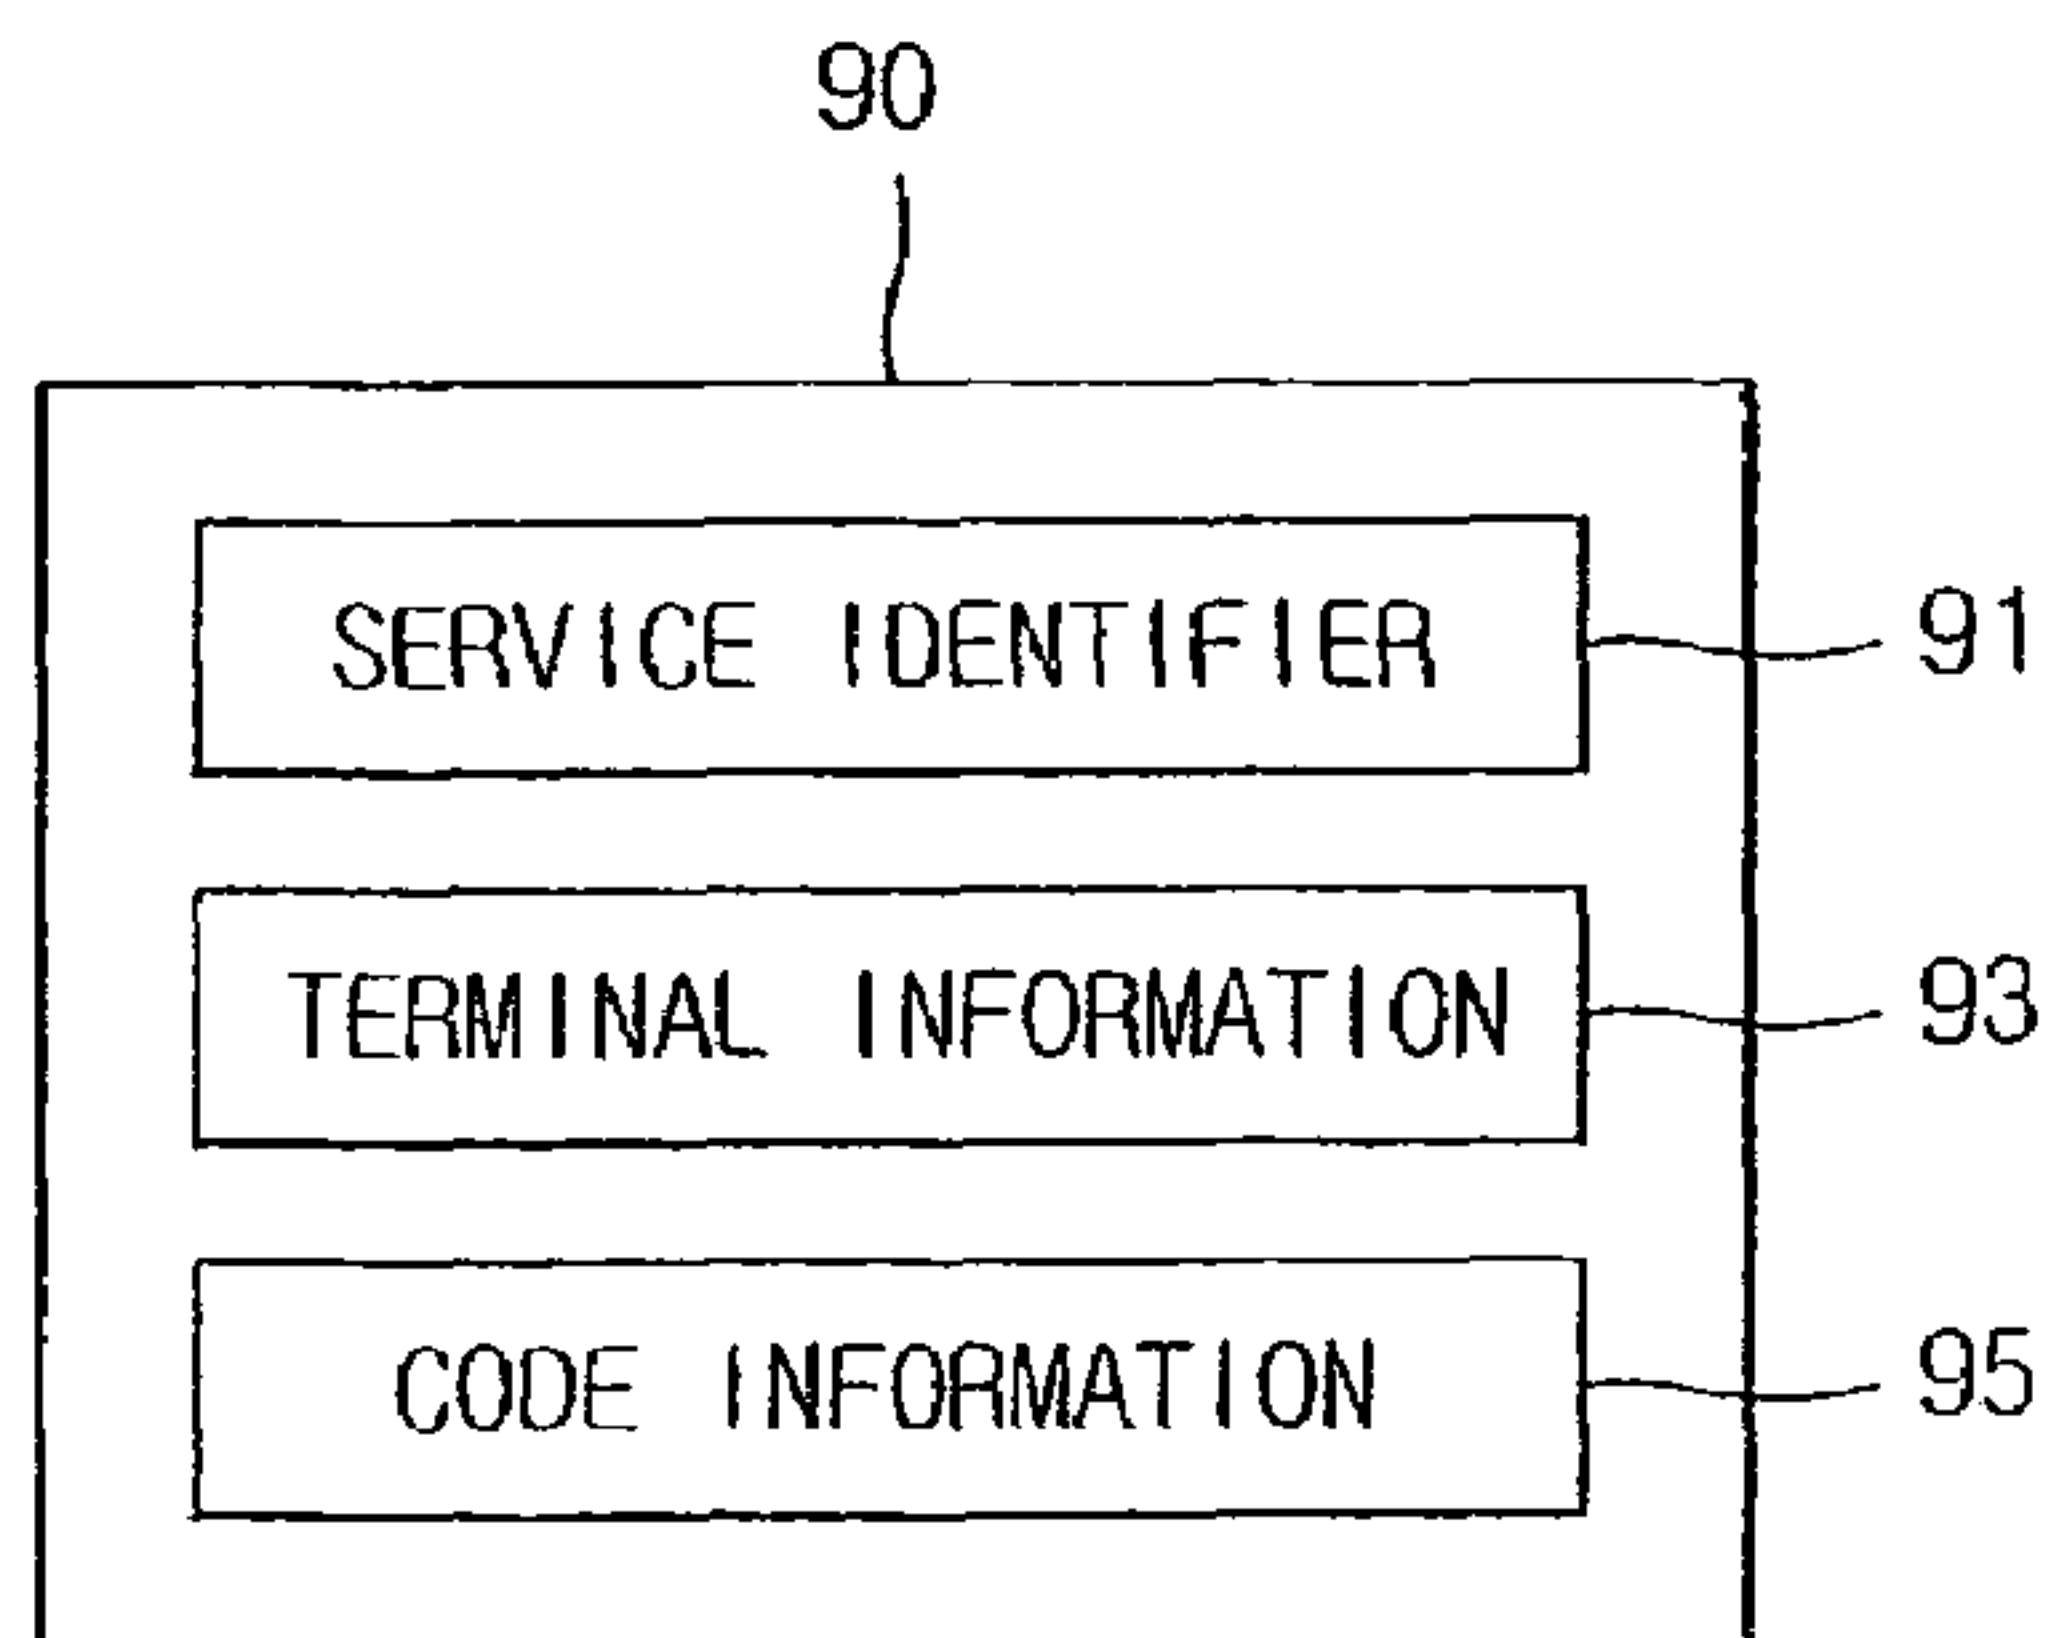 90
SERVICE IDENTIFIER 91
TERMINAL INFORMATION 93
CODE INFORMATION 95